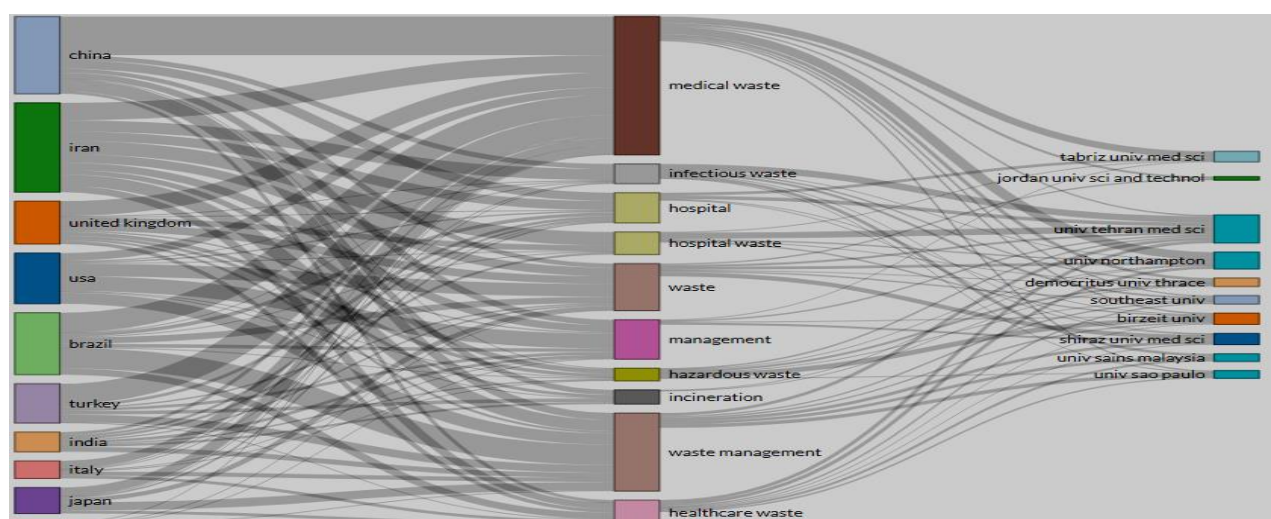 china
iran
united kingdom
usa
brazil
turkey
india
italy
japan
medical waste
infectious waste
hospital
hospital waste
waste
management
hazardous waste
incineration
waste management
healthcare waste
tabriz univ med sci
jordan univ sci and technol
univ tehran med sci
univ northampton
democritus univ thrace
southeast univ
birzeit univ
shiraz univ med sci
univ sains malaysia
univ sao paulo